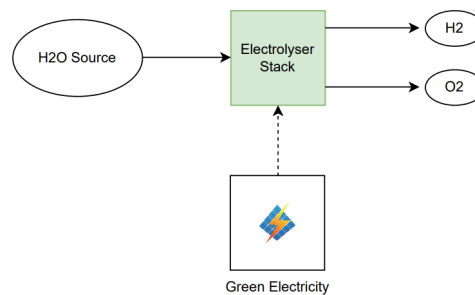 H2O Source
Electrolyser
Stack
H2
O2
Green Electricity